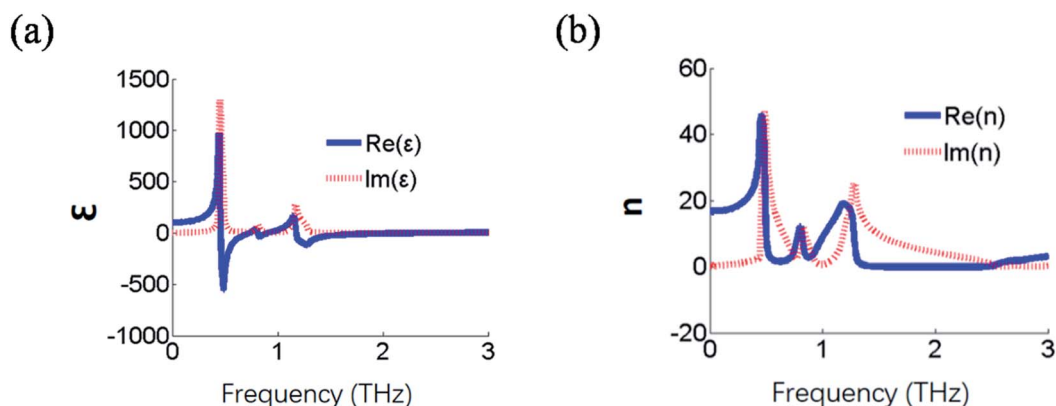 (a)
1500
1000
500
0
-500
-1000
ε
Re(ε)
Im(ε)
0
1
2
3
Frequency (THz)
(b)
60
40
20
0
-20
n
Re(n)
Im(n)
0
1
2
3
Frequency (THz)